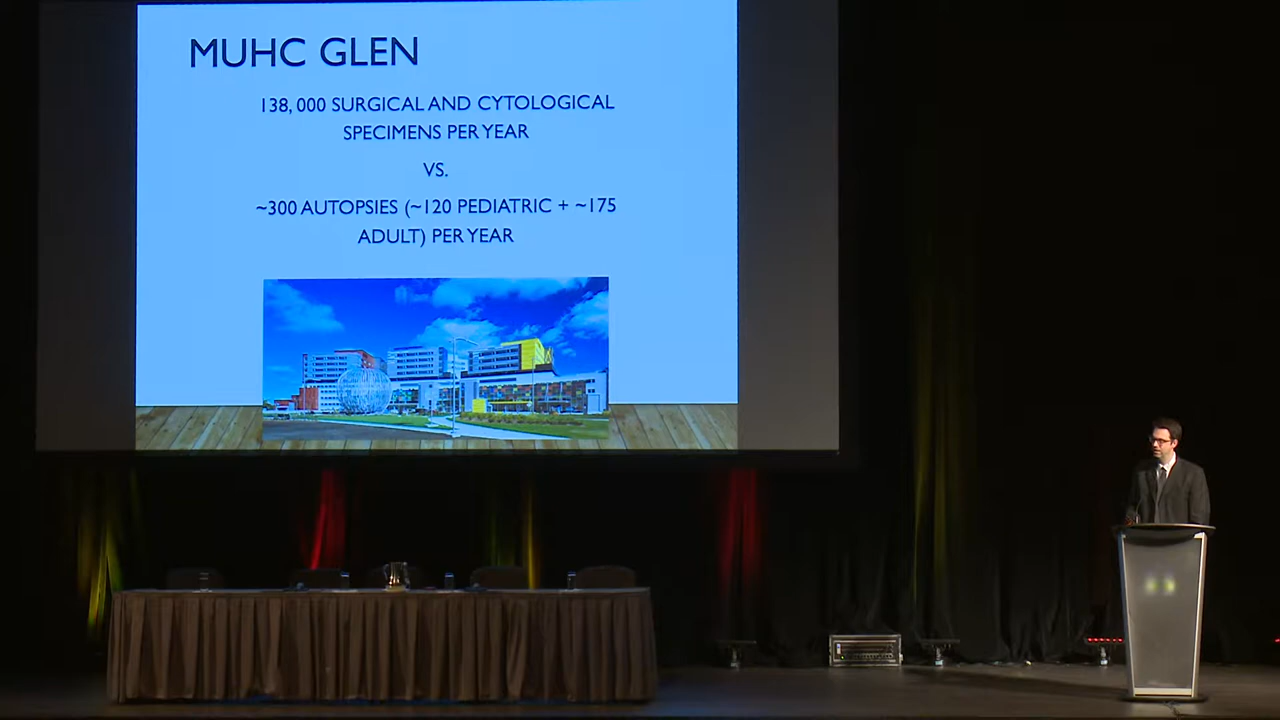 MUHC GLEN
138, 000 SURGICAL AND CYTOLOGICAL
SPECIMENS PER YEAR
VS.
~300 AUTOPSIES (~120 PEDIATRIC + ~175
ADULT) PER YEAR